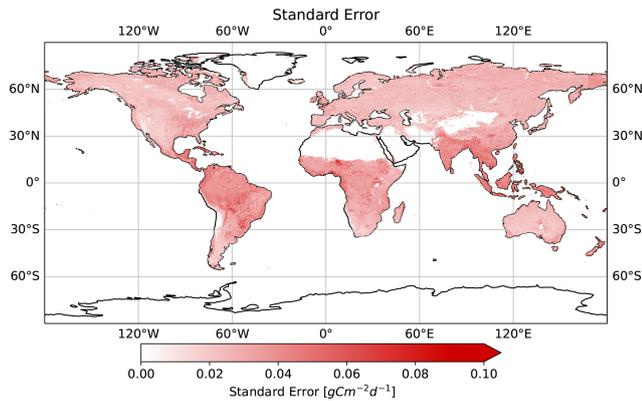 Standard Error
120°W 60°W 0° 60°E 120°E
60°N 60°N
30°N 30°N
0° 0°
30°S 30°S
60°S 60°S
120°W 60°W 0° 60°E 120°E
0.00 0.02 0.04 0.06 0.08 0.10
Standard Error [gCm⁻²d⁻¹]